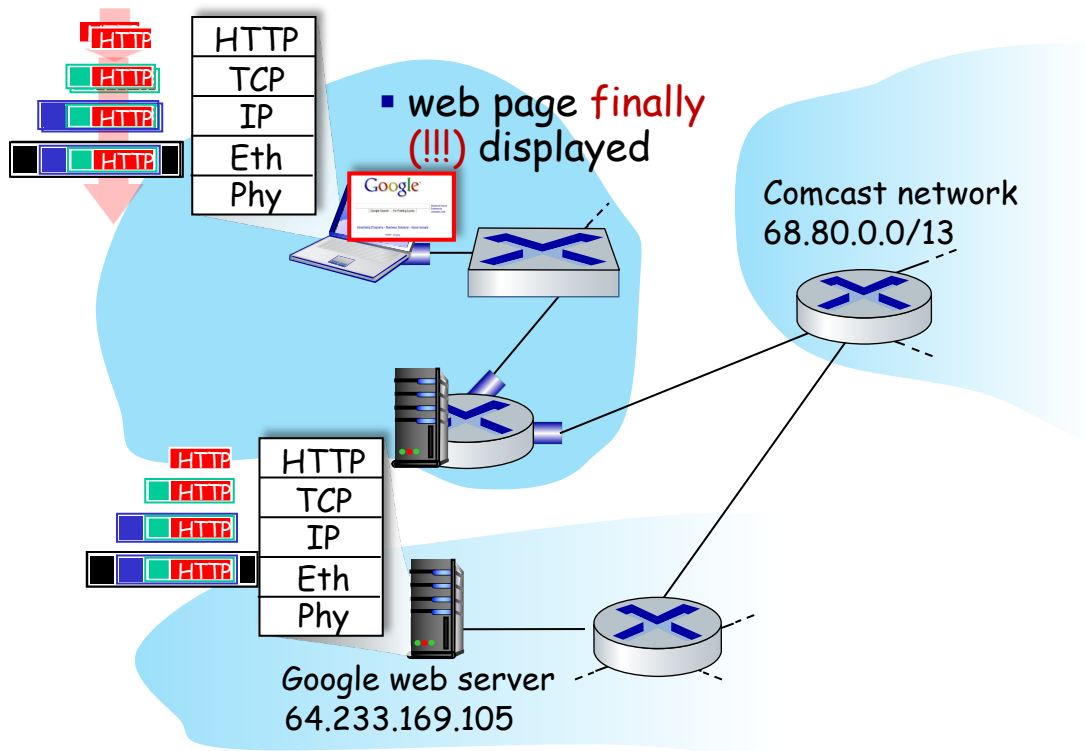 HTTP
HTTP
TCP
HTTP
IP
HTTP
Eth
HTTP
Phy
▪ web page finally
(!!!) displayed
Google
Comcast network
68.80.0.0/13
HTTP
HTTP
HTTP
TCP
HTTP
IP
HTTP
Eth
Phy
Google web server
64.233.169.105